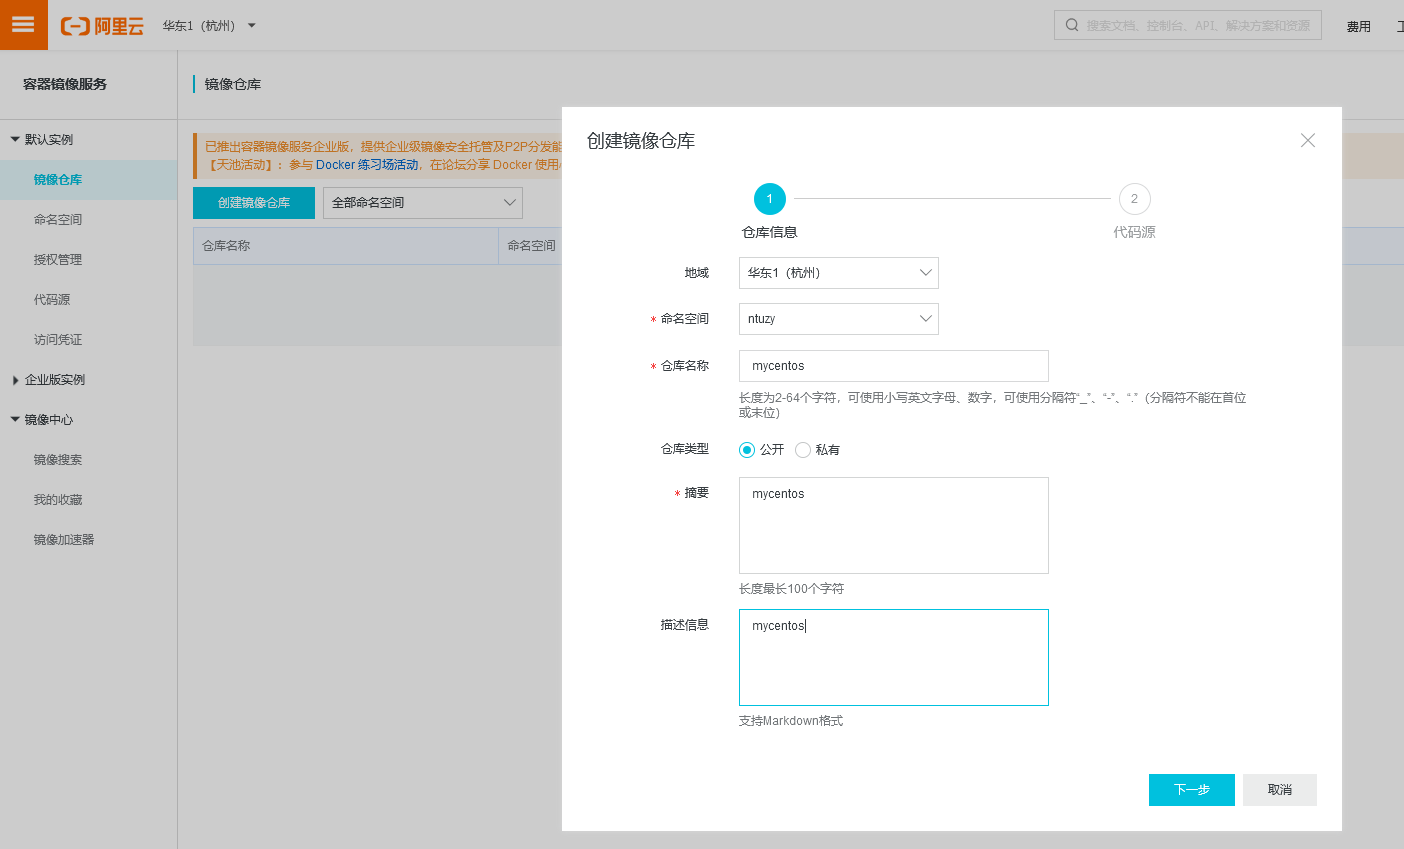 阿里云
华东1（杭州）
搜索文档、控制台、API、解决方案和资源
费用
容器镜像服务
镜像仓库
默认实例
镜像仓库
命名空间
授权管理
代码源
访问凭证
企业版实例
镜像中心
镜像搜索
我的收藏
镜像加速器
已推出容器镜像服务企业版，提供企业级镜像安全托管及P2P分发能
【天池活动】：参与 Docker 练习场活动，在论坛分享 Docker 使用
创建镜像仓库
全部命名空间
仓库名称
命名空间
创建镜像仓库
1
2
仓库信息
代码源
地域
华东1（杭州）
* 命名空间
ntuzy
* 仓库名称
mycentos
长度为2-64个字符，可使用小写英文字母、数字，可使用分隔符“_”、“-”、“.”（分隔符不能在首位
或末位）
仓库类型
公开
私有
* 摘要
mycentos
长度最长100个字符
描述信息
mycentos
支持Markdown格式
下一步
取消